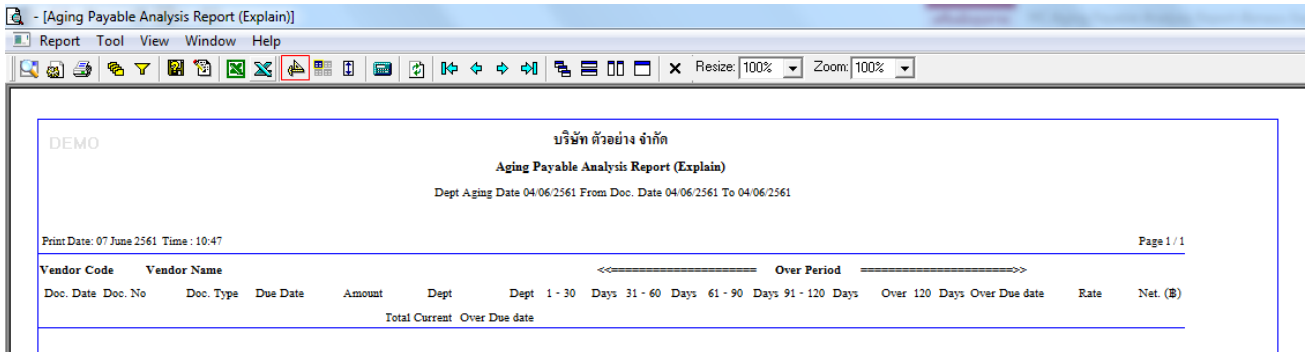 - [Aging Payable Analysis Report (Explain)]
Report Tool View Window Help
Resize: 100% Zoom: 100%
DEMO
บริษัท ตัวอย่าง จำกัด
Aging Payable Analysis Report (Explain)
Dept Aging Date 04/06/2561 From Doc. Date 04/06/2561 To 04/06/2561
Print Date: 07 June 2561 Time : 10:47 Page 1 / 1
Vendor Code Vendor Name <<===================== Over Period ======================>>
Doc. Date Doc. No Doc. Type Due Date Amount Dept Dept 1 - 30 Days 31 - 60 Days 61 - 90 Days 91 - 120 Days Over 120 Days Over Due date Rate Net. (฿)
Total Current Over Due date